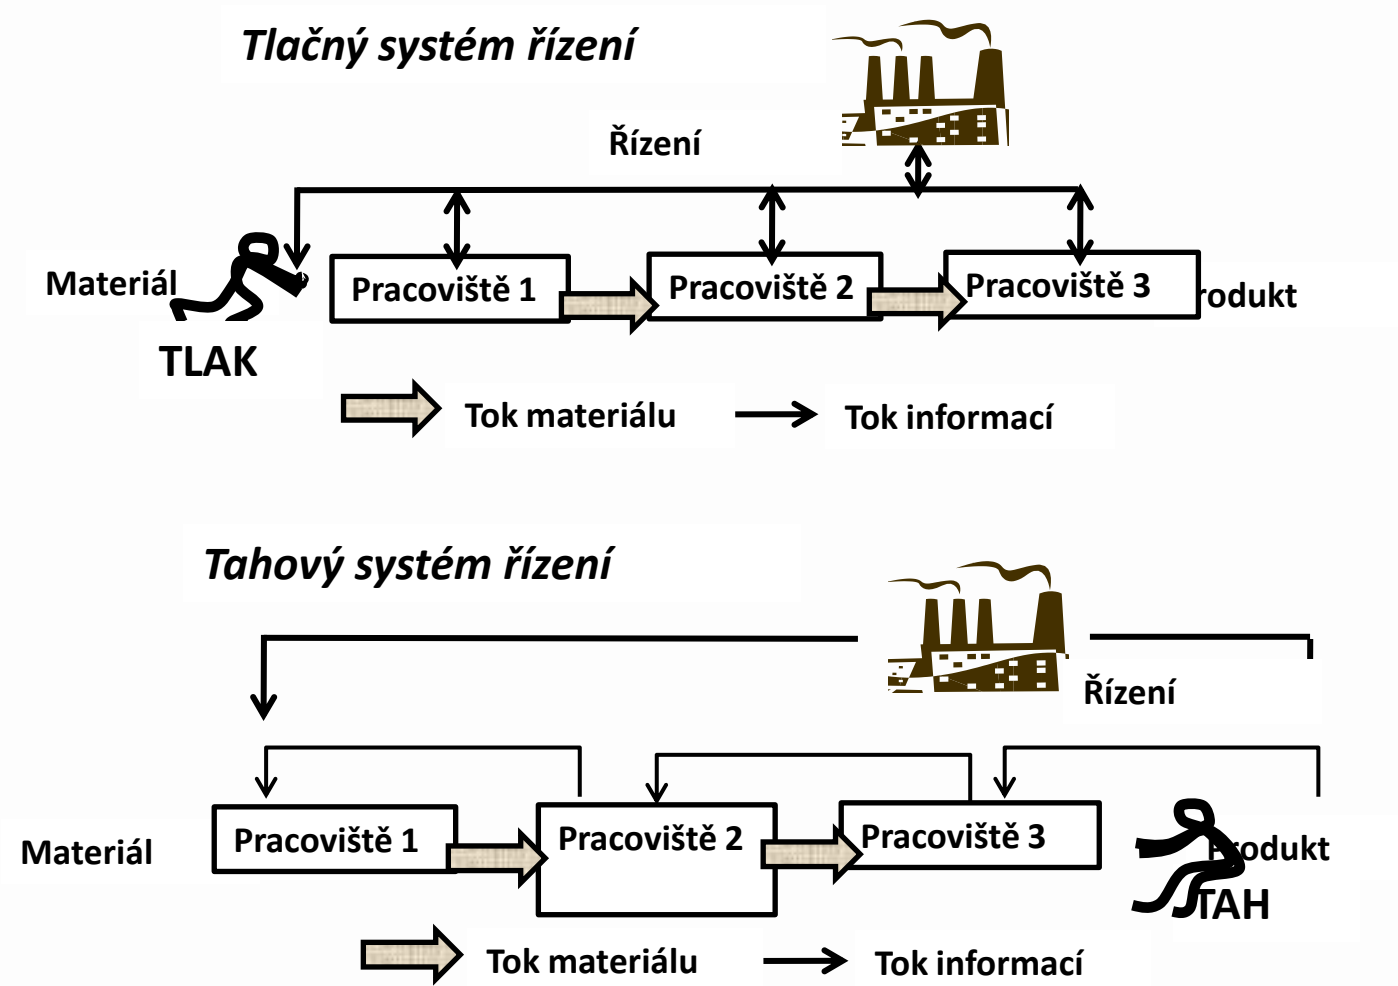 Tlačný systém řízení
Řízení
Materiál
Pracoviště 1
Pracoviště 2
Pracoviště 3
rodukt
TLAK
Tok materiálu
Tok informací
Tahový systém řízení
Řízení
Materiál
Pracoviště 1
Pracoviště 2
Pracoviště 3
Produkt
TAH
Tok materiálu
Tok informací